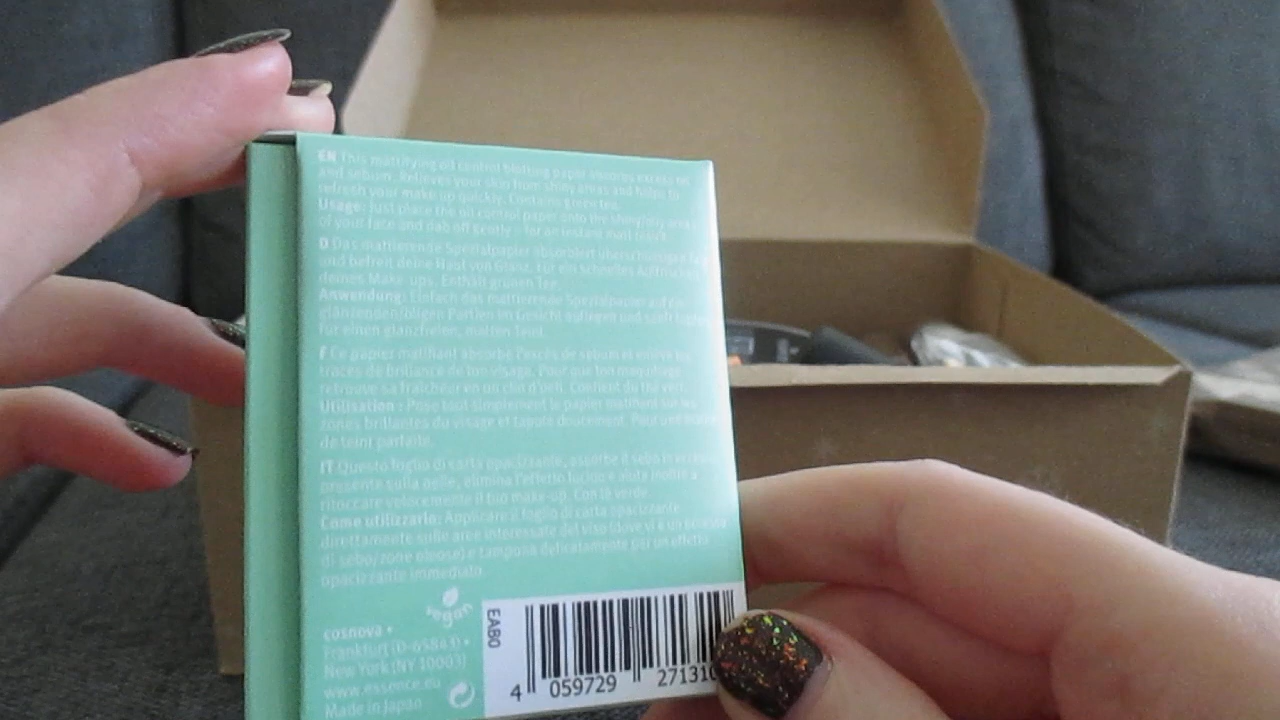 EN This mattifying oil control blotting paper absorbs excess oil
and sebum. Relieves your skin from shiny areas and helps to
refresh your make up quickly. Contains green tea.
Usage: Just place the oil control paper onto the shiny/oily areas
of your face and dab off gently - for an instant matt finish.
D Das mattierende Spezialpapier absorbiert überschüssigen
und befreit deine Haut von Glanz. Für ein schnelles Auffrischen
deines Make-ups. Enthält grünen Tee.
Anwendung: Einfach das mattierende Spezialpapier auf
glänzenden/öligen Partien im Gesicht auflegen und sanft
für einen glanzfreien, matten Teint.
F Ce papier matifiant absorbe l'excès de sébum et enlève les
traces de brillance de ton visage. Pour que ton maquillage
retrouve sa fraîcheur en un clin d'oeil. Contient du thé vert.
Utilisation : Pose tout simplement le papier matifiant sur les
zones brillantes du visage et tapote doucement. Pour une
de teint parfaite.
IT Questo foglio di carta opacizzante, assorbe il sebo in eccesso
presente sulla pelle, elimina l'effetto lucido e aiuta inoltre a
ritoccare velocemente il tuo make-up. Con tè verde.
Come utilizzarlo: Applicare il foglio di carta opacizzante
direttamente sulle aree interessate del viso (dove vi è un eccesso
di sebo/zone oleose) e tampona delicatamente per un effetto
opacizzante immediato.
vegan
cosnova •
Frankfurt (D-65843) •
New York (NY 10003)
www.essence.eu
Made in Japan
EAB0
4 059729 271310